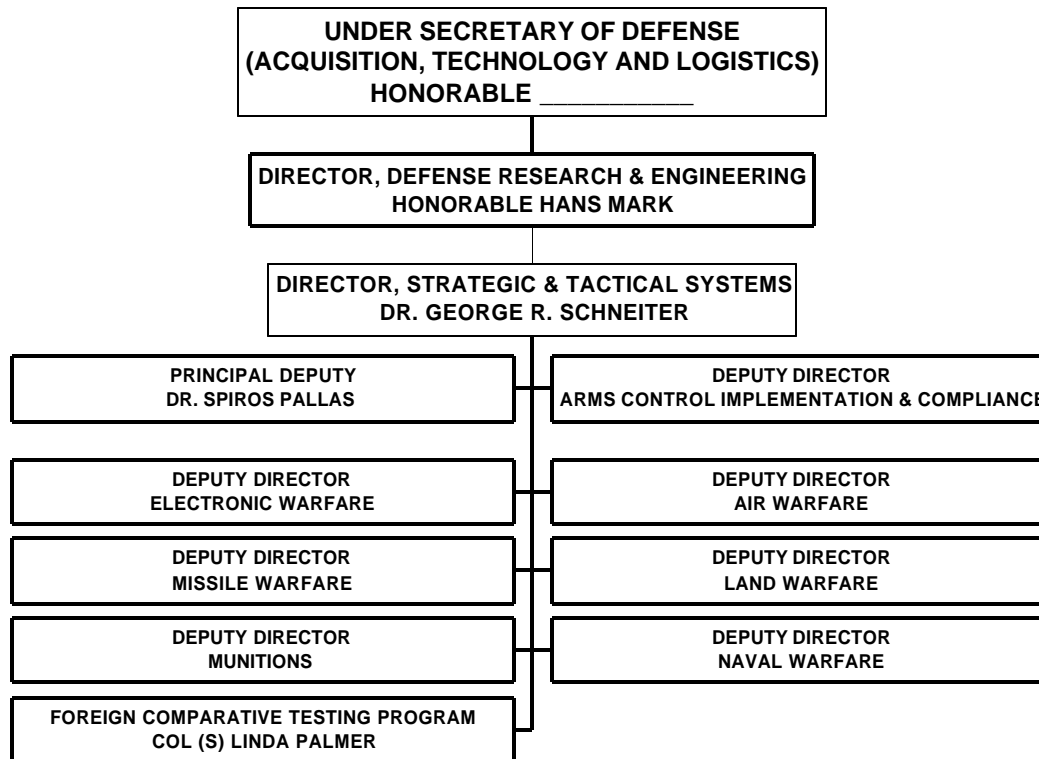 UNDER SECRETARY OF DEFENSE
(ACQUISITION, TECHNOLOGY AND LOGISTICS)
HONORABLE ___________
DIRECTOR, DEFENSE RESEARCH & ENGINEERING
HONORABLE HANS MARK
DIRECTOR, STRATEGIC & TACTICAL SYSTEMS
DR. GEORGE R. SCHNEITER
PRINCIPAL DEPUTY
DR. SPIROS PALLAS
DEPUTY DIRECTOR
ARMS CONTROL IMPLEMENTATION & COMPLIANCE
DEPUTY DIRECTOR
ELECTRONIC WARFARE
DEPUTY DIRECTOR
AIR WARFARE
DEPUTY DIRECTOR
MISSILE WARFARE
DEPUTY DIRECTOR
LAND WARFARE
DEPUTY DIRECTOR
MUNITIONS
DEPUTY DIRECTOR
NAVAL WARFARE
FOREIGN COMPARATIVE TESTING PROGRAM
COL (S) LINDA PALMER